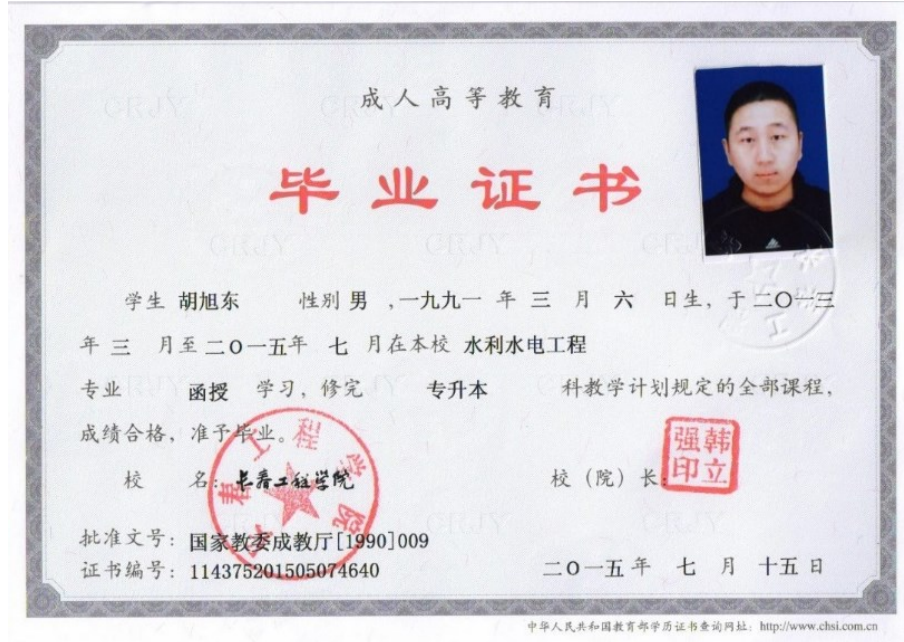 成人高等教育
毕业证书
学生 胡旭东 性别 男 ,一九九一 年 三 月 六 日生, 于 二〇一三
年 三 月至 二〇一五年 七 月在本校 水利水电工程
专业 函授 学习, 修完 专升本 科教学计划规定的全部课程,
成绩合格, 准予毕业。
校 名: 长春工程学院
长春工程学院
校(院)长:
韩立强印
批准文号: 国家教委成教厅[1990]009
证书编号: 114375201505074640
二〇一五年 七 月 十五日
中华人民共和国教育部学历证书查询网址: http://www.chsi.com.cn